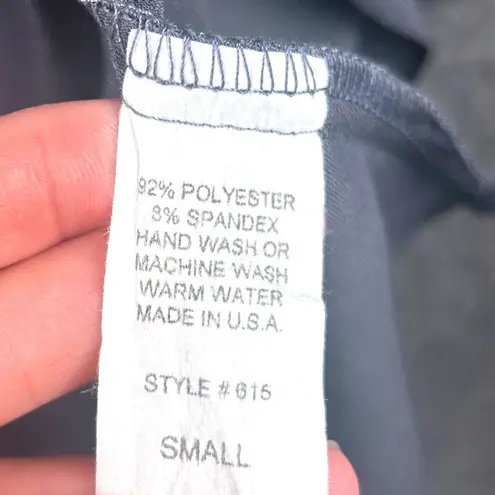 92% POLYESTER
8% SPANDEX
HAND WASH OR
MACHINE WASH
WARM WATER
MADE IN U.S.A.
STYLE # 615
SMALL